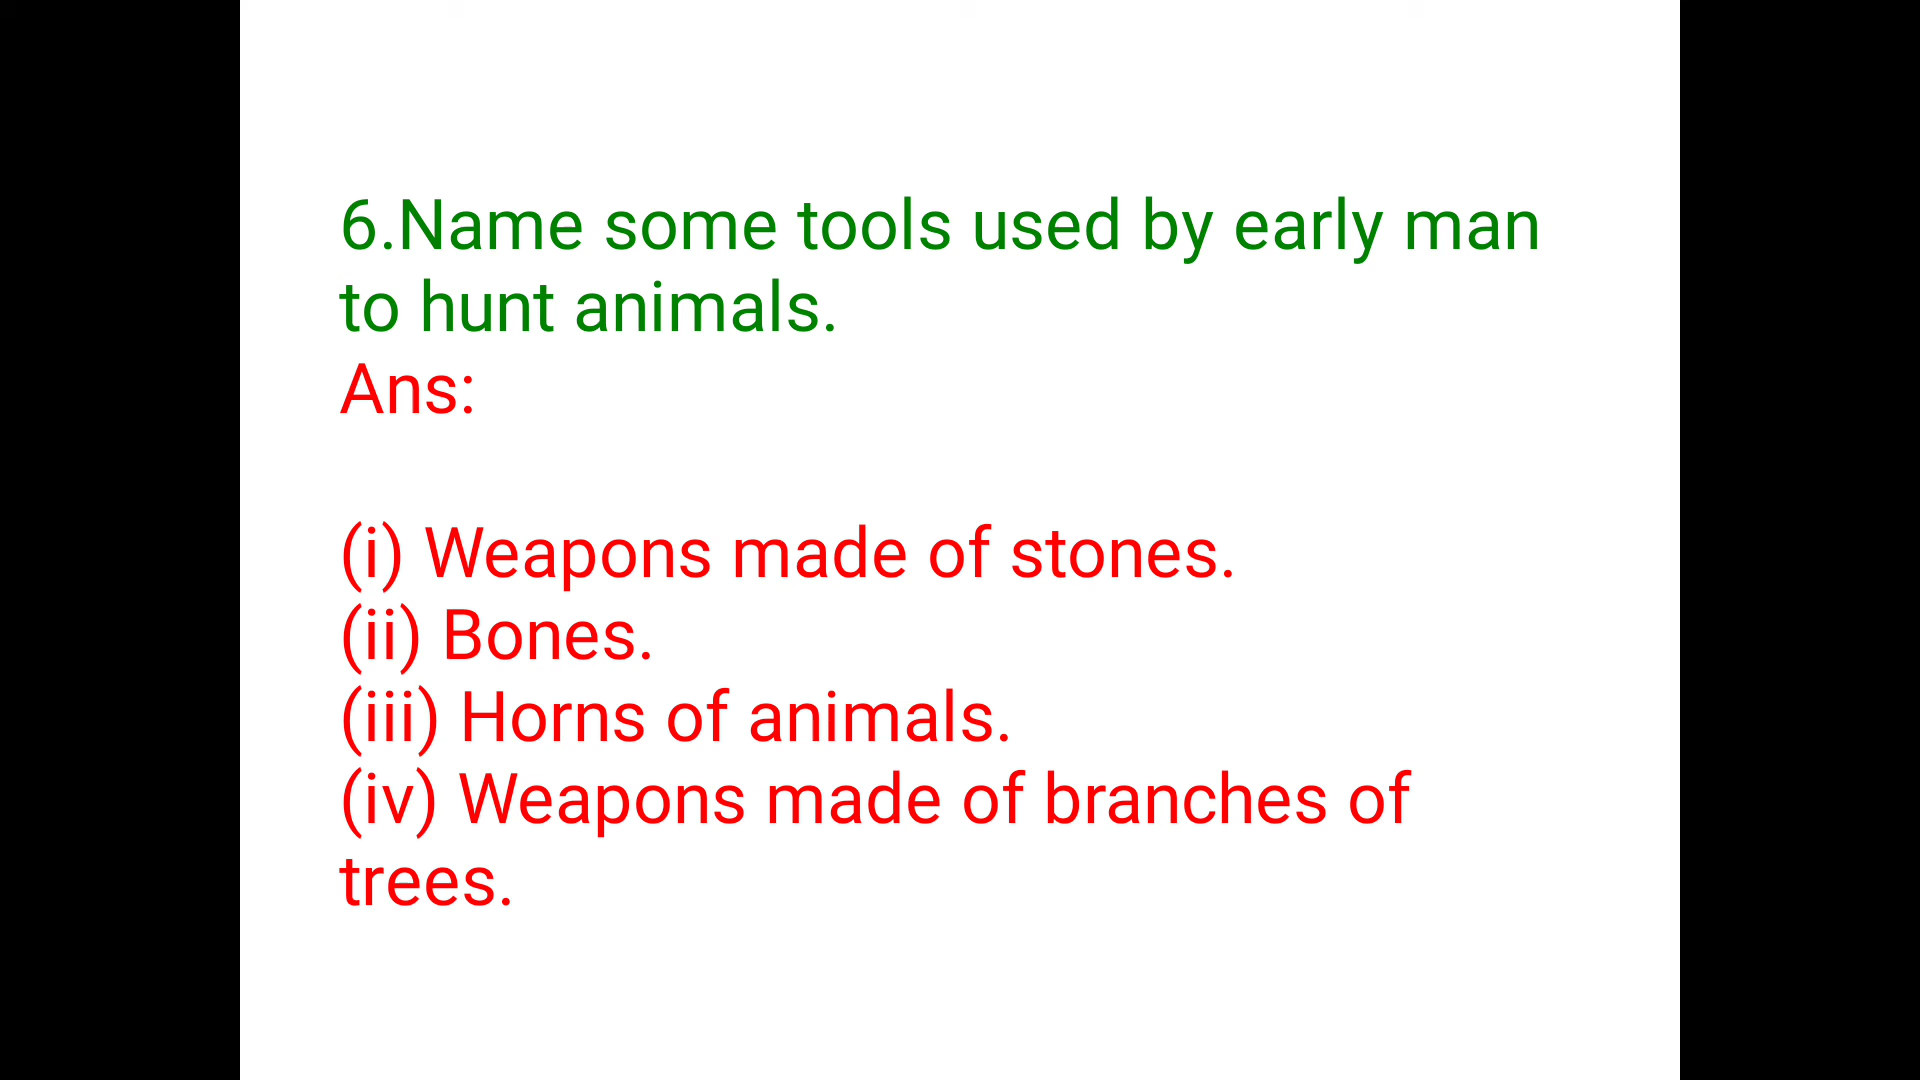 6.Name some tools used by early man
to hunt animals.
Ans:
(i) Weapons made of stones.
(ii) Bones.
(iii) Horns of animals.
(iv) Weapons made of branches of
trees.